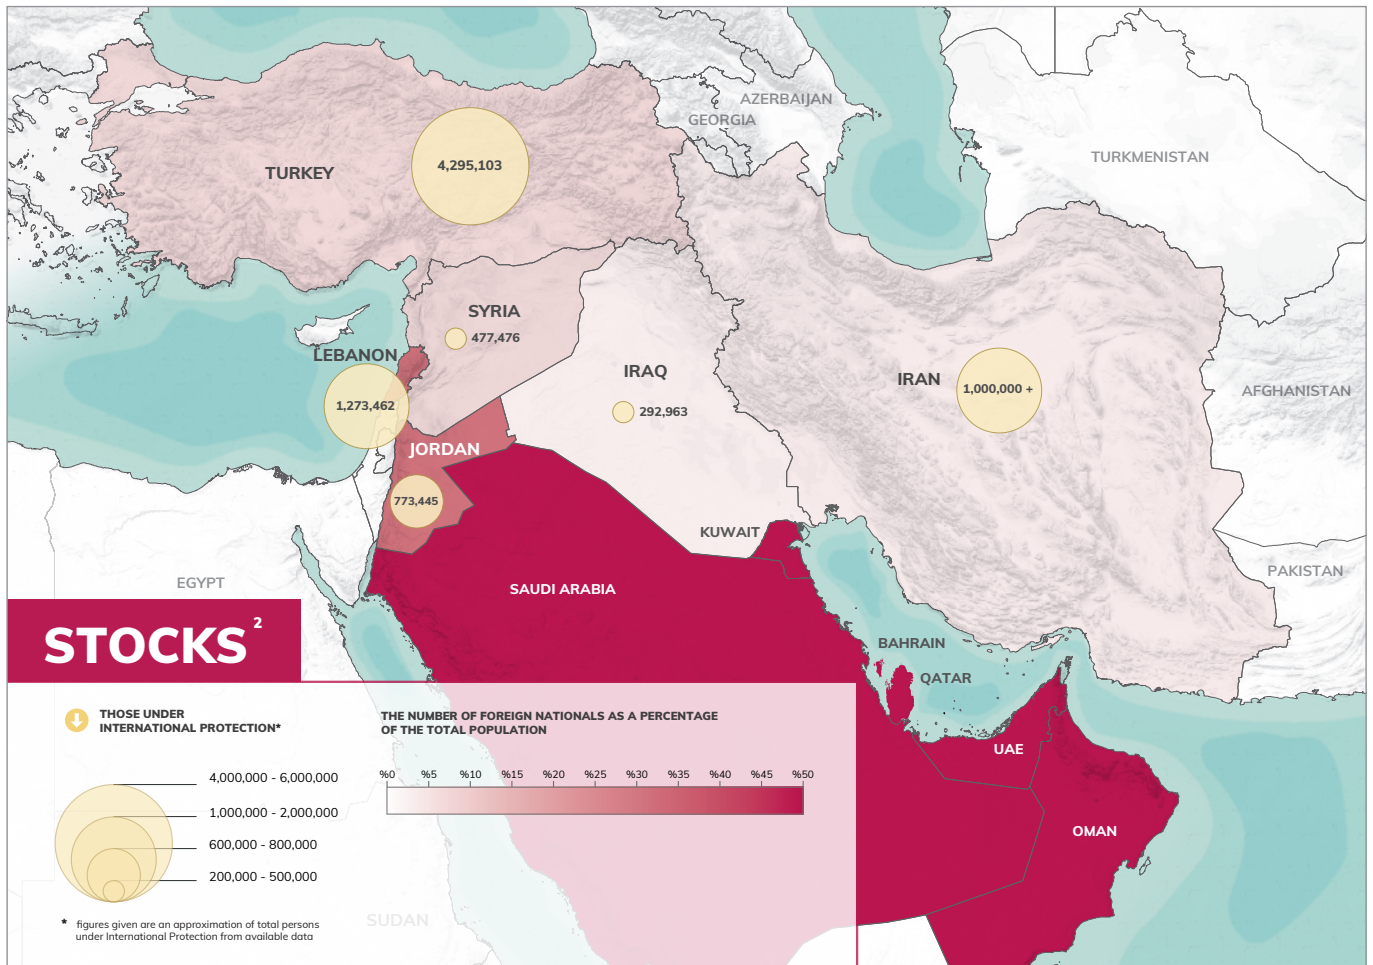 AZERBAIJAN
GEORGIA
TURKMENISTAN
TURKEY
4,295,103
SYRIA
477,476
LEBANON
1,273,462
IRAQ
292,963
IRAN
1,000,000 +
AFGHANISTAN
JORDAN
773,445
KUWAIT
PAKISTAN
EGYPT
SAUDI ARABIA
BAHRAIN
QATAR
UAE
OMAN
SUDAN
STOCKS 2
THOSE UNDER
INTERNATIONAL PROTECTION*
4,000,000 - 6,000,000
1,000,000 - 2,000,000
600,000 - 800,000
200,000 - 500,000
* figures given are an approximation of total persons
under International Protection from available data
THE NUMBER OF FOREIGN NATIONALS AS A PERCENTAGE
OF THE TOTAL POPULATION
%0 %5 %10 %15 %20 %25 %30 %35 %40 %45 %50